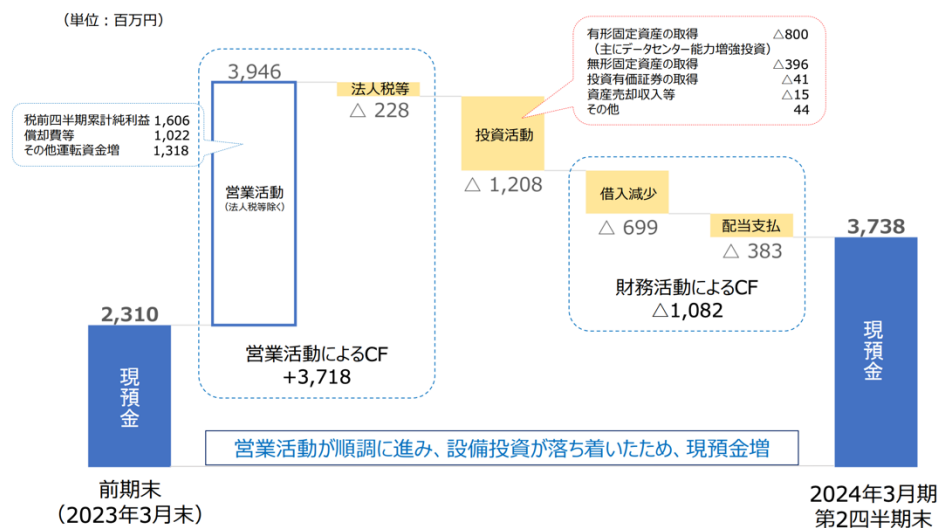 （単位：百万円）
有形固定資産の取得 △800
（主にデータセンター能力増強投資）
無形固定資産の取得 △396
投資有価証券の取得 △41
資産売却収入等 △15
その他 44
3,946
税前四半期累計純利益 1,606
償却費等 1,022
その他運転資金増 1,318
営業活動
（法人税等除く）
法人税等
△ 228
投資活動
△ 1,208
借入減少
△ 699
配当支払
△ 383
財務活動によるCF
△1,082
営業活動によるCF
+3,718
2,310
現預金
3,738
現預金
営業活動が順調に進み、設備投資が落ち着いたため、現預金増
前期末
（2023年3月末）
2024年3月期
第2四半期末